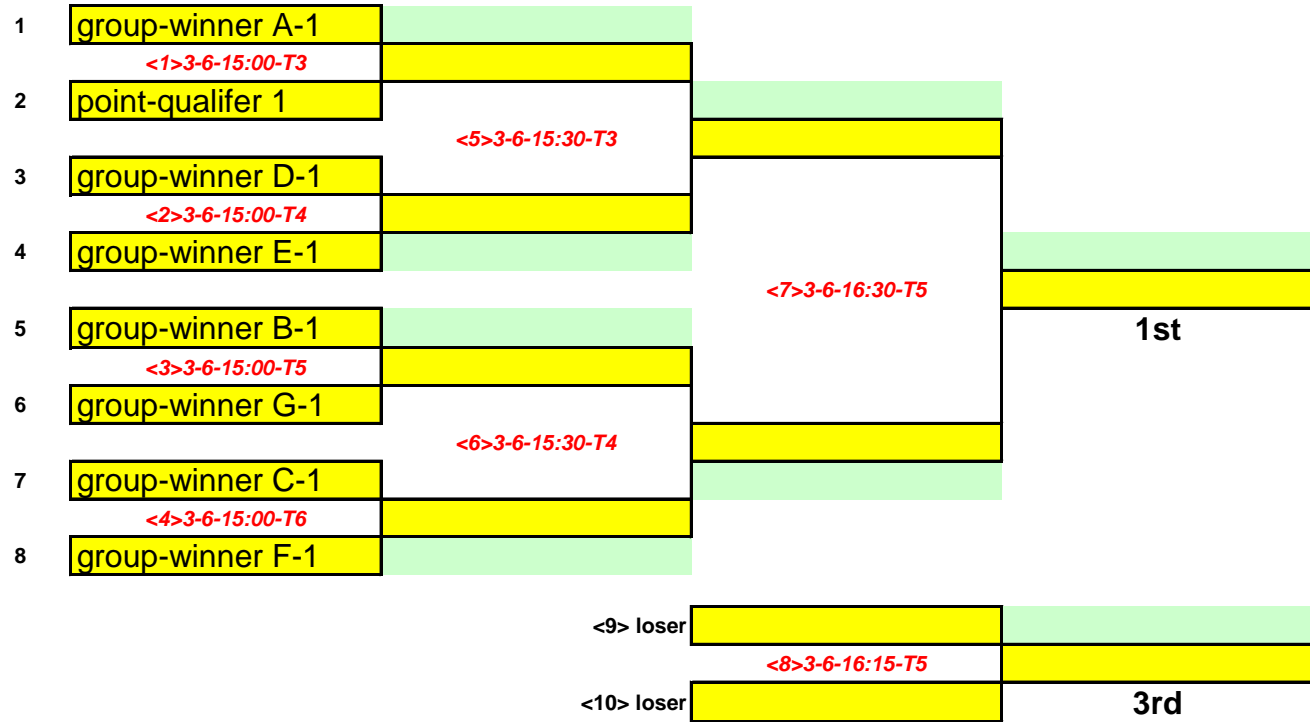 1 group-winner A-1
<1>3-6-15:00-T3
2 point-qualifer 1
<5>3-6-15:30-T3
3 group-winner D-1
<2>3-6-15:00-T4
4 group-winner E-1
<7>3-6-16:30-T5
5 group-winner B-1
1st
<3>3-6-15:00-T5
6 group-winner G-1
<6>3-6-15:30-T4
7 group-winner C-1
<4>3-6-15:00-T6
8 group-winner F-1
<9> loser
<8>3-6-16:15-T5
<10> loser
3rd